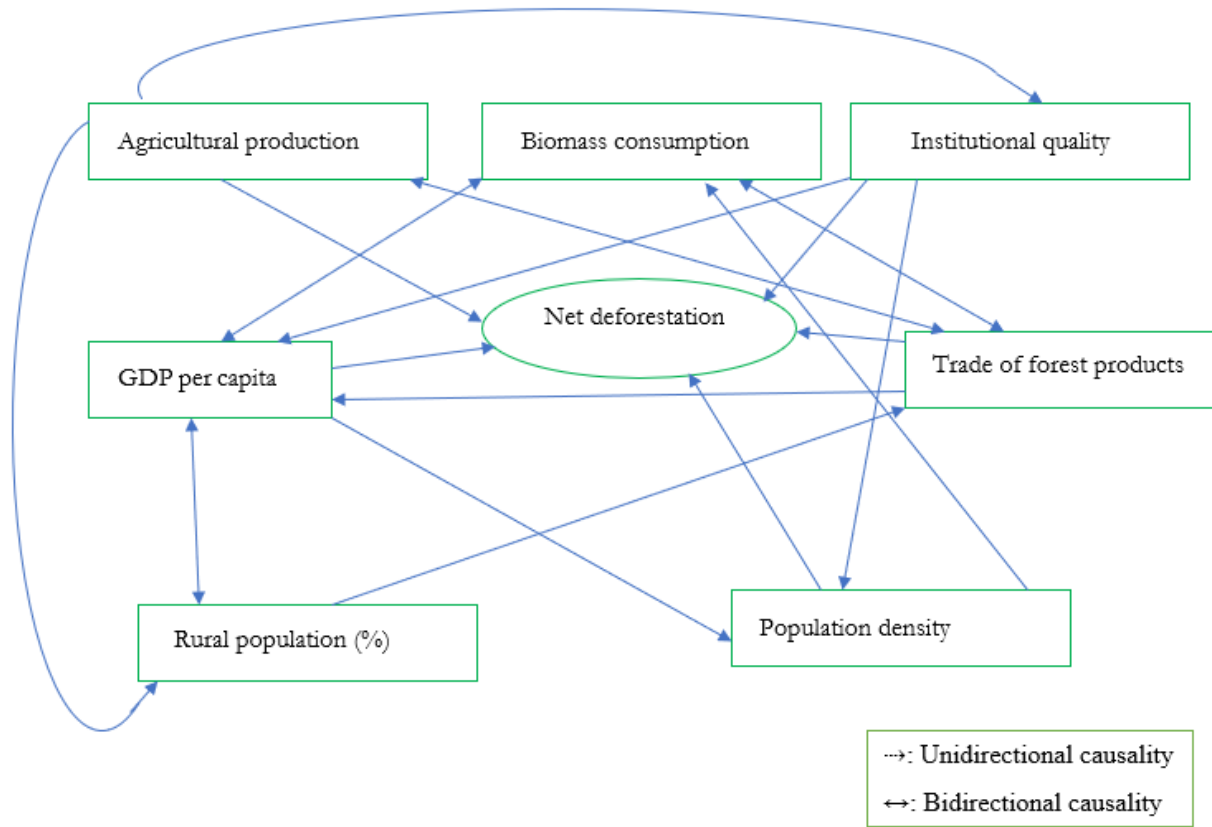 Agricultural production
Biomass consumption
Institutional quality
Net deforestation
GDP per capita
Trade of forest products
Rural population (%)
Population density
⤏: Unidirectional causality
↔: Bidirectional causality